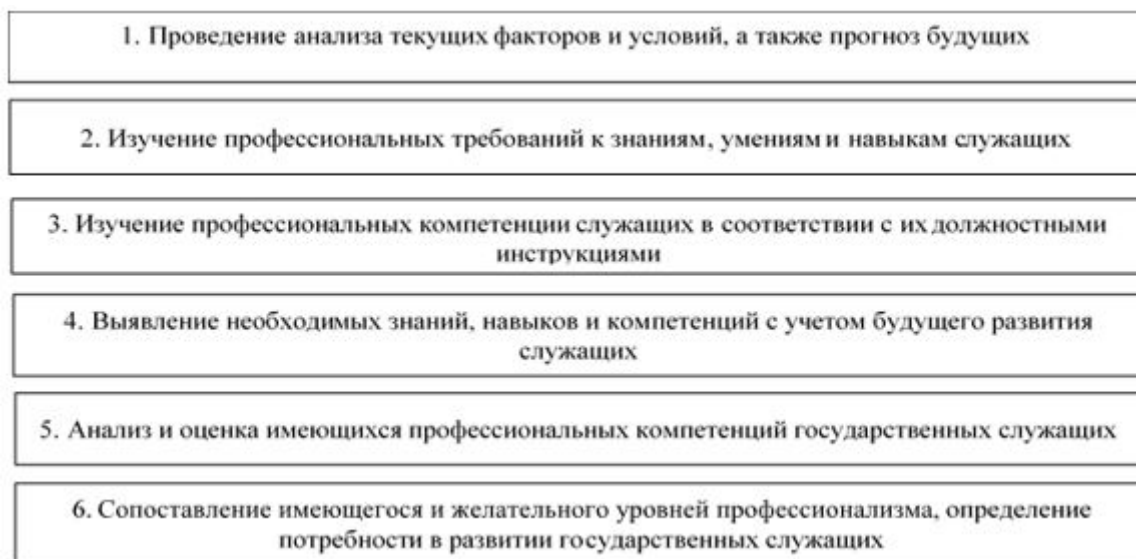 1. Проведение анализа текущих факторов и условий, а также прогноз будущих
2. Изучение профессиональных требований к знаниям, умениям и навыкам служащих
3. Изучение профессиональных компетенции служащих в соответствии с их должностными
инструкциями
4. Выявление необходимых знаний, навыков и компетенций с учетом будущего развития
служащих
5. Анализ и оценка имеющихся профессиональных компетенций государственных служащих
6. Сопоставление имеющегося и желательного уровней профессионализма, определение
потребности в развитии государственных служащих